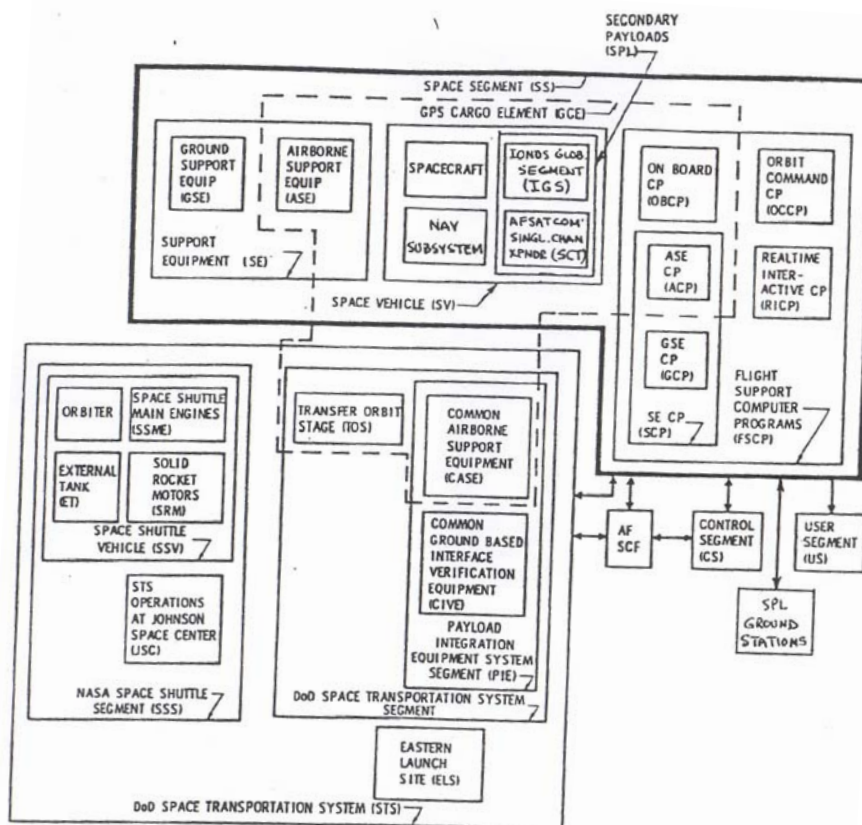 SECONDARY
PAYLOADS
(SPL)
SPACE SEGMENT (SS)
GPS CARGO ELEMENT (GCE)
GROUND
SUPPORT
EQUIP
(GSE)
AIRBORNE
SUPPORT
EQUIP
(ASE)
SUPPORT
EQUIPMENT (SE)
SPACECRAFT
NAV
SUBSYSTEM
IONDS GLOB.
SEGMENT
(IGS)
AFSATCOM
SINGL. CHAN
XPNDR (SCT)
SPACE VEHICLE (SV)
ON BOARD
CP
(OBCP)
ORBIT
COMMAND
CP
(OCCP)
ASE
CP
(ACP)
REALTIME
INTER-
ACTIVE CP
(RICP)
GSE
CP
(GCP)
SE CP
(SCP)
FLIGHT
SUPPORT
COMPUTER
PROGRAMS
(FSCP)
ORBITER
SPACE SHUTTLE
MAIN ENGINES
(SSME)
EXTERNAL
TANK
(ET)
SOLID
ROCKET
MOTORS
(SRM)
SPACE SHUTTLE
VEHICLE (SSV)
STS
OPERATIONS
AT JOHNSON
SPACE CENTER
(JSC)
NASA SPACE SHUTTLE
SEGMENT (SSS)
TRANSFER ORBIT
STAGE (TOS)
COMMON
AIRBORNE
SUPPORT
EQUIPMENT
(CASE)
COMMON
GROUND BASED
INTERFACE
VERIFICATION
EQUIPMENT
(CIVE)
PAYLOAD
INTEGRATION
EQUIPMENT SYSTEM
SEGMENT (PIE)
DoD SPACE TRANSPORTATION SYSTEM
SEGMENT
EASTERN
LAUNCH
SITE (ELS)
DoD SPACE TRANSPORTATION SYSTEM (STS)
AF
SCF
CONTROL
SEGMENT
(CS)
USER
SEGMENT
(US)
SPL
GROUND
STATIONS